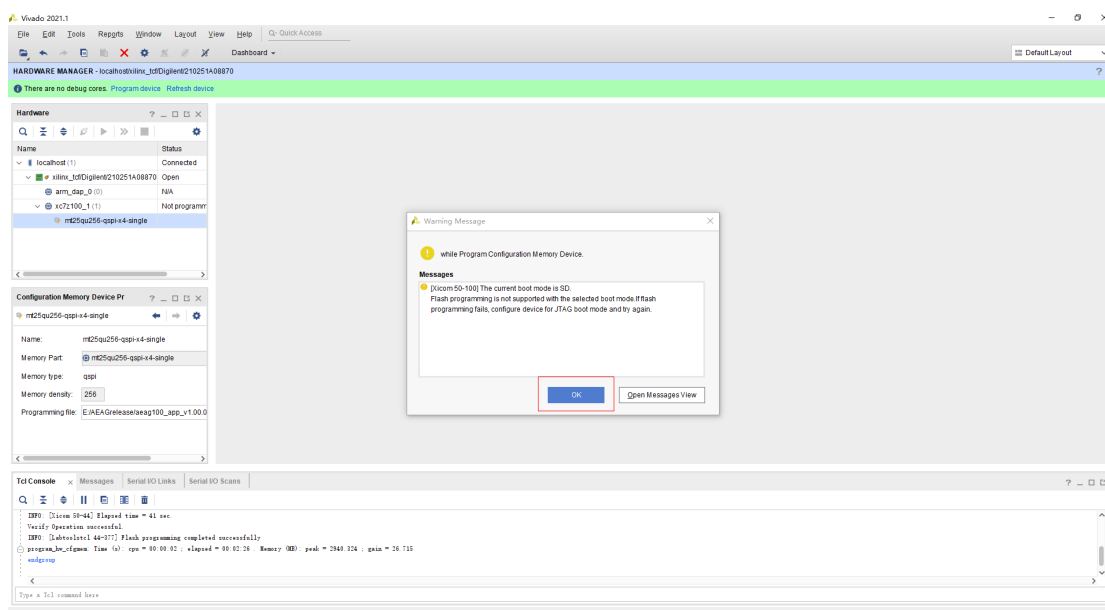 Vivado 2021.1
File Edit Tools Reports Window Layout View Help Q- Quick Access
Dashboard
Default Layout
HARDWARE MANAGER - localhost/xilinx_tcf/Digilent/210251A08870
There are no debug cores. Program device Refresh device
Hardware
Name Status
localhost (1) Connected
xilinx_tcf/Digilent/210251A08870 Open
arm_dap_0 (0) N/A
xc7z100_1 (1) Not programm
mt25qu256-qspi-x4-single
Configuration Memory Device Pr
mt25qu256-qspi-x4-single
Name: mt25qu256-qspi-x4-single
Memory Part: mt25qu256-qspi-x4-single
Memory type: qspi
Memory density: 256
Programming file: E:/AEAGrelease/aeag100_app_v1.00.0
Warning Message
while Program Configuration Memory Device.
Messages
[Xicom 50-100] The current boot mode is SD.
Flash programming is not supported with the selected boot mode.If flash
programming fails, configure device for JTAG boot mode and try again.
OK
Open Messages View
Tcl Console Messages Serial I/O Links Serial I/O Scans
INFO: [Xicom 50-44] Elapsed time = 41 sec.
Verify Operation successful.
INFO: [Labtoolstcl 44-377] Flash programming completed successfully
program_hw_cfgmem: Time (s): cpu = 00:00:02 ; elapsed = 00:02:26 . Memory (MB): peak = 2940.324 ; gain = 26.715
endgroup
Type a Tcl command here